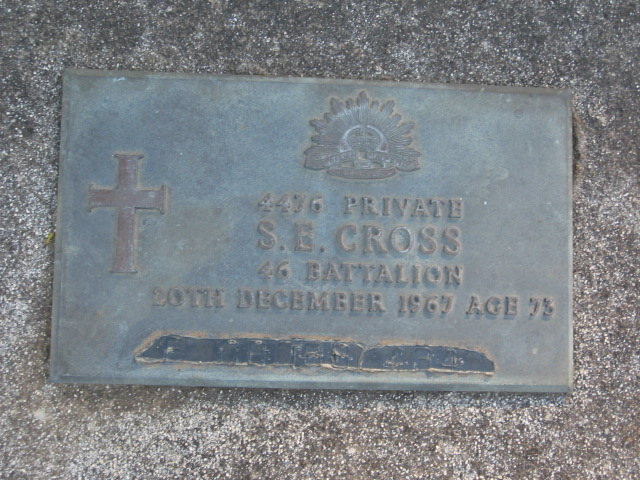 4476 PRIVATE
S. E. CROSS
46 BATTALION
20TH DECEMBER 1967 AGE 73